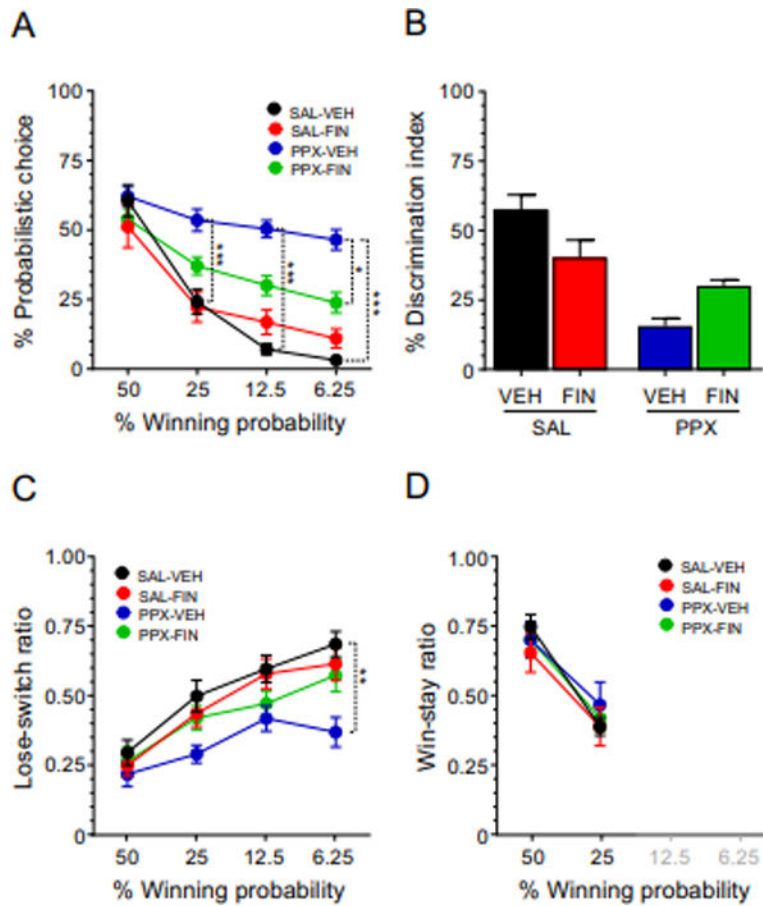 A
B
100
75
50
25
0
% Probabilistic choice
SAL-VEH
SAL-FIN
PPX-VEH
PPX-FIN
***
***
*
***
50 25 12.5 6.25
% Winning probability
100
75
50
25
0
% Discrimination index
VEH FIN VEH FIN
SAL PPX
C
D
1.00
0.75
0.50
0.25
0
Lose-switch ratio
SAL-VEH
SAL-FIN
PPX-VEH
PPX-FIN
**
50 25 12.5 6.25
% Winning probability
1.00
0.75
0.50
0.25
0
Win-stay ratio
SAL-VEH
SAL-FIN
PPX-VEH
PPX-FIN
50 25 12.5 6.25
% Winning probability